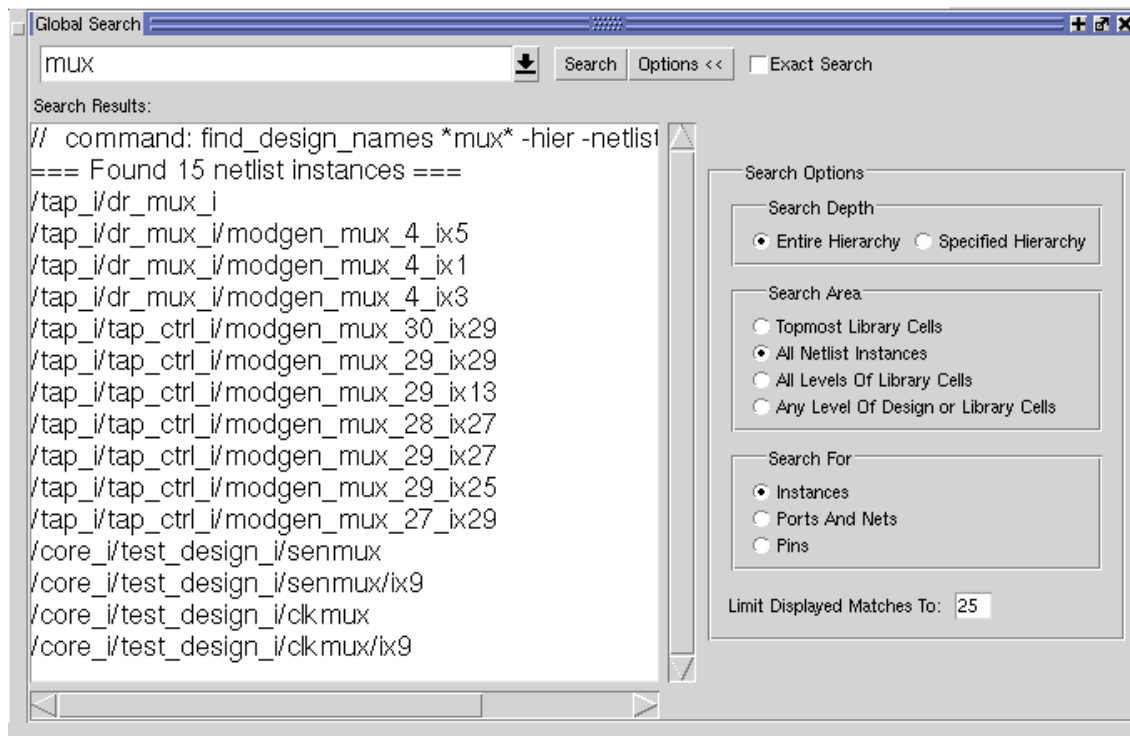 Global Search
mux
Search
Options <<
Exact Search
Search Results:
// command: find_design_names *mux* -hier -netlist
=== Found 15 netlist instances ===
/tap_i/dr_mux_i
/tap_i/dr_mux_i/modgen_mux_4_ix5
/tap_i/dr_mux_i/modgen_mux_4_ix1
/tap_i/dr_mux_i/modgen_mux_4_ix3
/tap_i/tap_ctrl_i/modgen_mux_30_ix29
/tap_i/tap_ctrl_i/modgen_mux_29_ix29
/tap_i/tap_ctrl_i/modgen_mux_29_ix13
/tap_i/tap_ctrl_i/modgen_mux_28_ix27
/tap_i/tap_ctrl_i/modgen_mux_29_ix27
/tap_i/tap_ctrl_i/modgen_mux_29_ix25
/tap_i/tap_ctrl_i/modgen_mux_27_ix29
/core_i/test_design_i/senmux
/core_i/test_design_i/senmux/ix9
/core_i/test_design_i/clkmux
/core_i/test_design_i/clkmux/ix9
Search Options
Search Depth
Entire Hierarchy
Specified Hierarchy
Search Area
Topmost Library Cells
All Netlist Instances
All Levels Of Library Cells
Any Level Of Design or Library Cells
Search For
Instances
Ports And Nets
Pins
Limit Displayed Matches To: 25